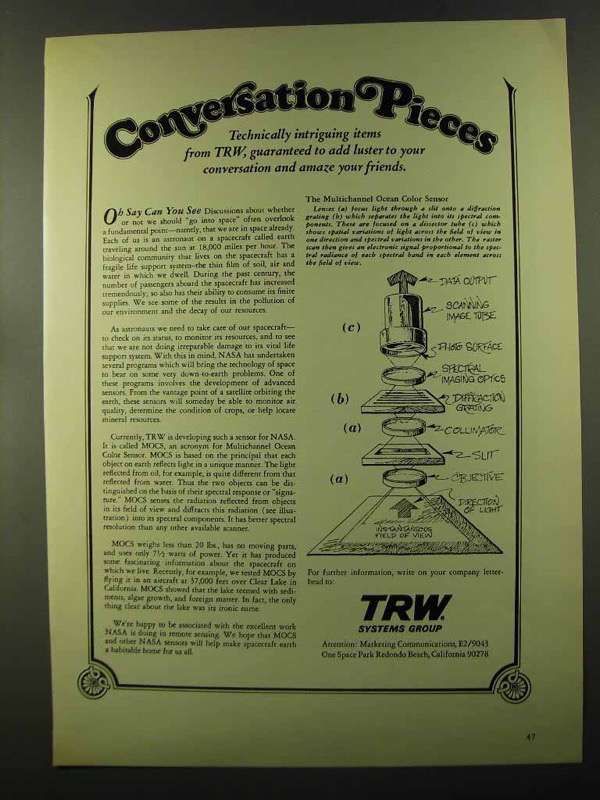 Conversation Pieces
Technically intriguing items
from TRW, guaranteed to add luster to your
conversation and amaze your friends.
Oh Say Can You See Discussions about whether
or not we should "go into space" often overlook
a fundamental point—namely, that we are in space already.
Each of us is an astronaut on a spacecraft called earth
traveling around the sun at 18,000 miles per hour. The
biological community that lives on the spacecraft has a
fragile life support system–the thin film of soil, air and
water in which we dwell. During the past century, the
number of passengers aboard the spacecraft has increased
tremendously; so also has their ability to consume its finite
supplies. We see some of the results in the pollution of
our environment and the decay of our resources.
As astronauts we need to take care of our spacecraft—
to check on its status, to monitor its resources, and to see
that we are not doing irreparable damage to its vital life
support system. With this in mind, NASA has undertaken
several programs which will bring the technology of space
to bear on some very down-to-earth problems. One of
these programs involves the development of advanced
sensors. From the vantage point of a satellite orbiting the
earth, these sensors will someday be able to monitor air
quality, determine the condition of crops, or help locate
mineral resources.
Currently, TRW is developing such a sensor for NASA.
It is called MOCS, an acronym for Multichannel Ocean
Color Sensor. MOCS is based on the principal that each
object on earth reflects light in a unique manner. The light
reflected from oil, for example, is quite different from that
reflected from water. Thus the two objects can be dis-
tinguished on the basis of their spectral response or "signa-
ture." MOCS senses the radiation reflected from objects
in its field of view and diffracts this radiation (see illus-
tration) into its spectral components. It has better spectral
resolution than any other available scanner.
MOCS weighs less than 20 lbs., has no moving parts,
and uses only 7½ watts of power. Yet it has produced
some fascinating information about the spacecraft on
which we live. Recently, for example, we tested MOCS by
flying it in an aircraft at 37,000 feet over Clear Lake in
California. MOCS showed that the lake teemed with sedi-
ments, algae growth, and foreign matter. In fact, the only
thing clear about the lake was its ironic name.
We're happy to be associated with the excellent work
NASA is doing in remote sensing. We hope that MOCS
and other NASA sensors will help make spacecraft earth
a habitable home for us all.
The Multichannel Ocean Color Sensor
Lenses (a) focus light through a slit onto a diffraction
grating (b) which separates the light into its spectral com-
ponents. These are focused on a dissector tube (c) which
shows spatial variations of light across the field of view in
one direction and spectral variations in the other. The raster
scan then gives an electronic signal proportional to the spec-
tral radiance of each spectral band in each element across
the field of view.
DATA OUTPUT
SCANNING
IMAGE TUBE
(c)
PHOTO SURFACE
SPECTRAL
IMAGING OPTICS
(b)
DIFFRACTION
GRATING
(a)
COLLIMATOR
SLIT
(a)
OBJECTIVE
DIRECTION
OF LIGHT
INSTANTANEOUS
FIELD OF VIEW
For further information, write on your company letter-
head to:
TRW
SYSTEMS GROUP
Attention: Marketing Communications, E2/9043
One Space Park Redondo Beach, California 90278
47